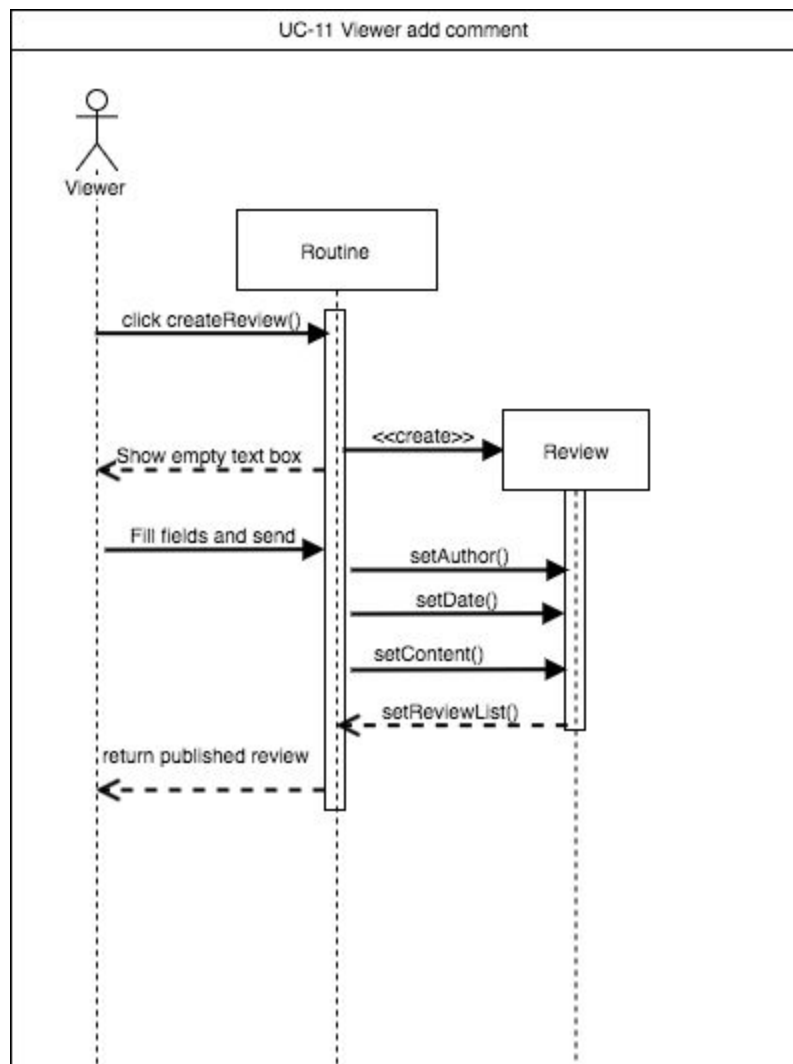 UC-11 Viewer add comment
Viewer
Routine
click createReview()
<<create>>
Review
Show empty text box
Fill fields and send
setAuthor()
setDate()
setContent()
setReviewList()
return published review